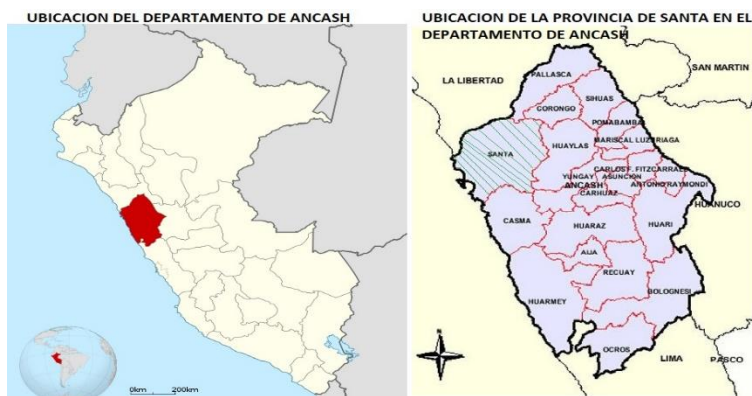 UBICACION DEL DEPARTAMENTO DE ANCASH
0km 200km
UBICACION DE LA PROVINCIA DE SANTA EN EL
DEPARTAMENTO DE ANCASH
LA LIBERTAD
SAN MARTIN
PALLASCA
SIHUAS
CORONGO
POMABAMBA
MARISCAL LUZURIAGA
SANTA
HUAYLAS
CARLOS F. FITZCARRALD
YUNGAY
ASUNCION
ANCASH
ANTONIO RAYMONDI
CARHUAZ
HUANUCO
CASMA
HUARAZ
HUARI
AIJA
RECUAY
BOLOGNESI
HUARMEY
N
OCROS
LIMA
PASCO